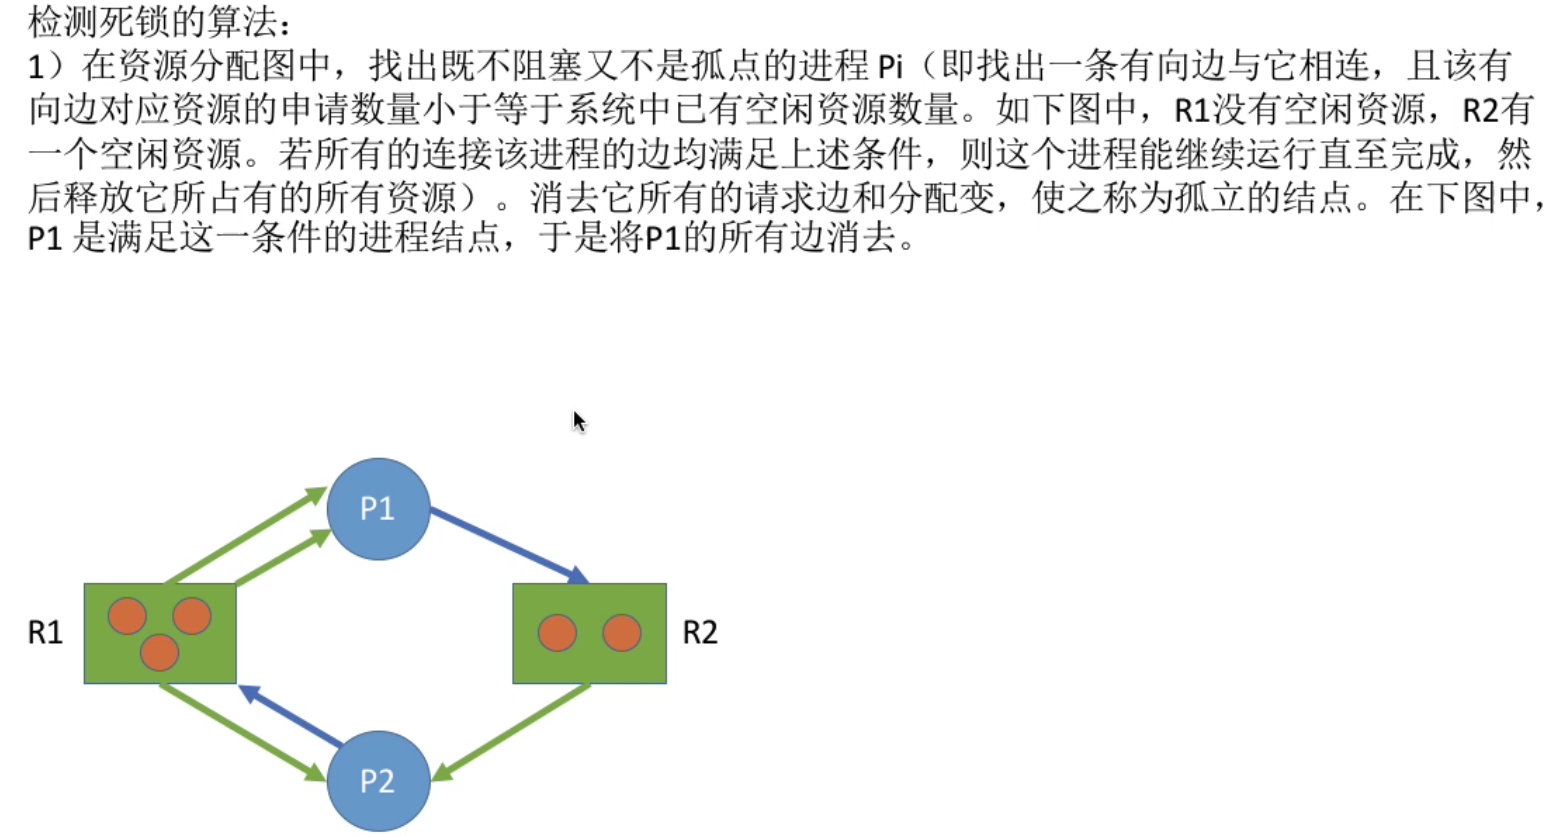 检测死锁的算法：
1）在资源分配图中，找出既不阻塞又不是孤点的进程 Pi（即找出一条有向边与它相连，且该有
向边对应资源的申请数量小于等于系统中已有空闲资源数量。如下图中，R1没有空闲资源，R2有
一个空闲资源。若所有的连接该进程的边均满足上述条件，则这个进程能继续运行直至完成，然
后释放它所占有的所有资源）。消去它所有的请求边和分配变，使之称为孤立的结点。在下图中，
P1 是满足这一条件的进程结点，于是将P1的所有边消去。
P1
R1
R2
P2